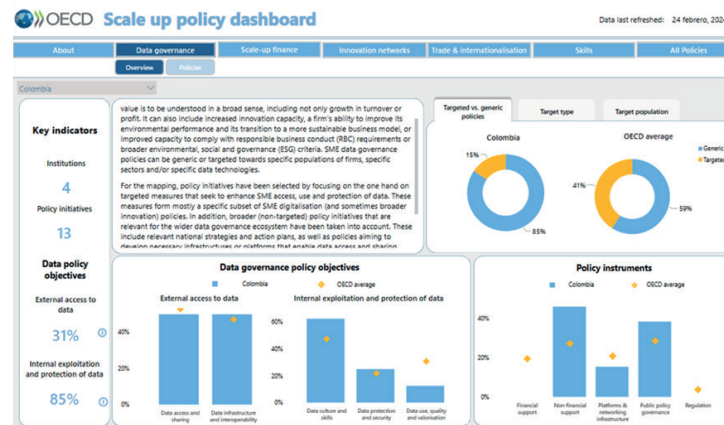 OECD Scale up policy dashboard
Data last refreshed: 24 febrero, 2024
About Data governance Scale-up finance Innovation networks Trade & internationalisation Skills All Policies
Overview Policies
Colombia
Key indicators
Institutions
4
Policy initiatives
13
Data policy
objectives
External access to
data
31%
Internal exploitation
and protection of data
85%
value is to be understood in a broad sense, including not only growth in turnover or
profit. It can also include increased innovation capacity, a firm's ability to improve its
environmental performance and its transition to a more sustainable business model, or
improved capacity to comply with responsible business conduct (RBC) requirements or
broader environmental, social and governance (ESG) criteria. SME data governance
policies can be generic or targeted towards specific populations of firms, specific
sectors and/or specific data technologies.
For the mapping, policy initiatives have been selected by focusing on the one hand on
targeted measures that seek to enhance SME access, use and protection of data. These
measures form mostly a specific subset of SME digitalisation (and sometimes broader
innovation) policies. In addition, broader (non-targeted) policy initiatives that are
relevant for the wider data governance ecosystem have been taken into account. These
include relevant national strategies and action plans, as well as policies aiming to
develop necessary infrastructures or platforms that enable data access and sharing
Targeted vs. generic
policies
Target type
Target population
Colombia
15%
85%
OECD average
41%
59%
Generic
Targete
Data governance policy objectives
Colombia OECD average
External access to data
40%
20%
0%
Data access and
sharing
Data infrastructure
and interoperability
Internal exploitation and protection of data
60%
40%
20%
0%
Data culture and
skills
Data protection
and security
Data use, quality
and valorisation
Policy instruments
Colombia OECD average
40%
20%
0%
Financial
support
Non-financial
support
Platforms &
networking
infrastructure
Public policy
governance
Regulation